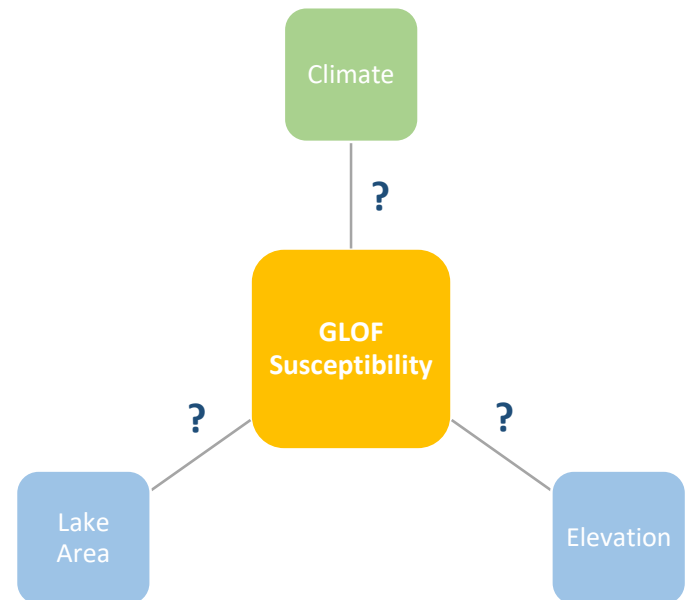 Climate
?
GLOF
Susceptibility
?
?
Lake
Area
Elevation